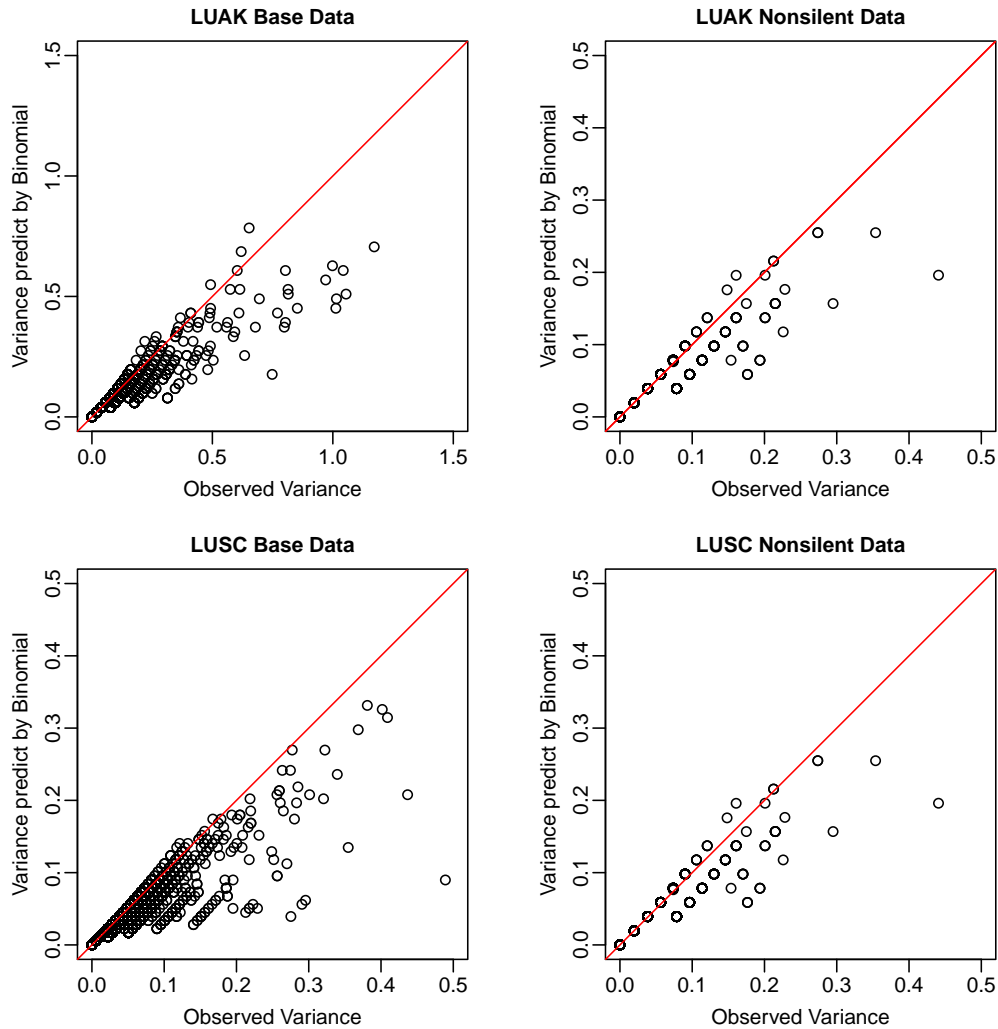 LUAK Base Data
Variance predict by Binomial
1.5
1.0
0.5
0.0
0.0 0.5 1.0 1.5
Observed Variance
LUAK Nonsilent Data
Variance predict by Binomial
0.5
0.4
0.3
0.2
0.1
0.0
0.0 0.1 0.2 0.3 0.4 0.5
Observed Variance
LUSC Base Data
Variance predict by Binomial
0.5
0.4
0.3
0.2
0.1
0.0
0.0 0.1 0.2 0.3 0.4 0.5
Observed Variance
LUSC Nonsilent Data
Variance predict by Binomial
0.5
0.4
0.3
0.2
0.1
0.0
0.0 0.1 0.2 0.3 0.4 0.5
Observed Variance